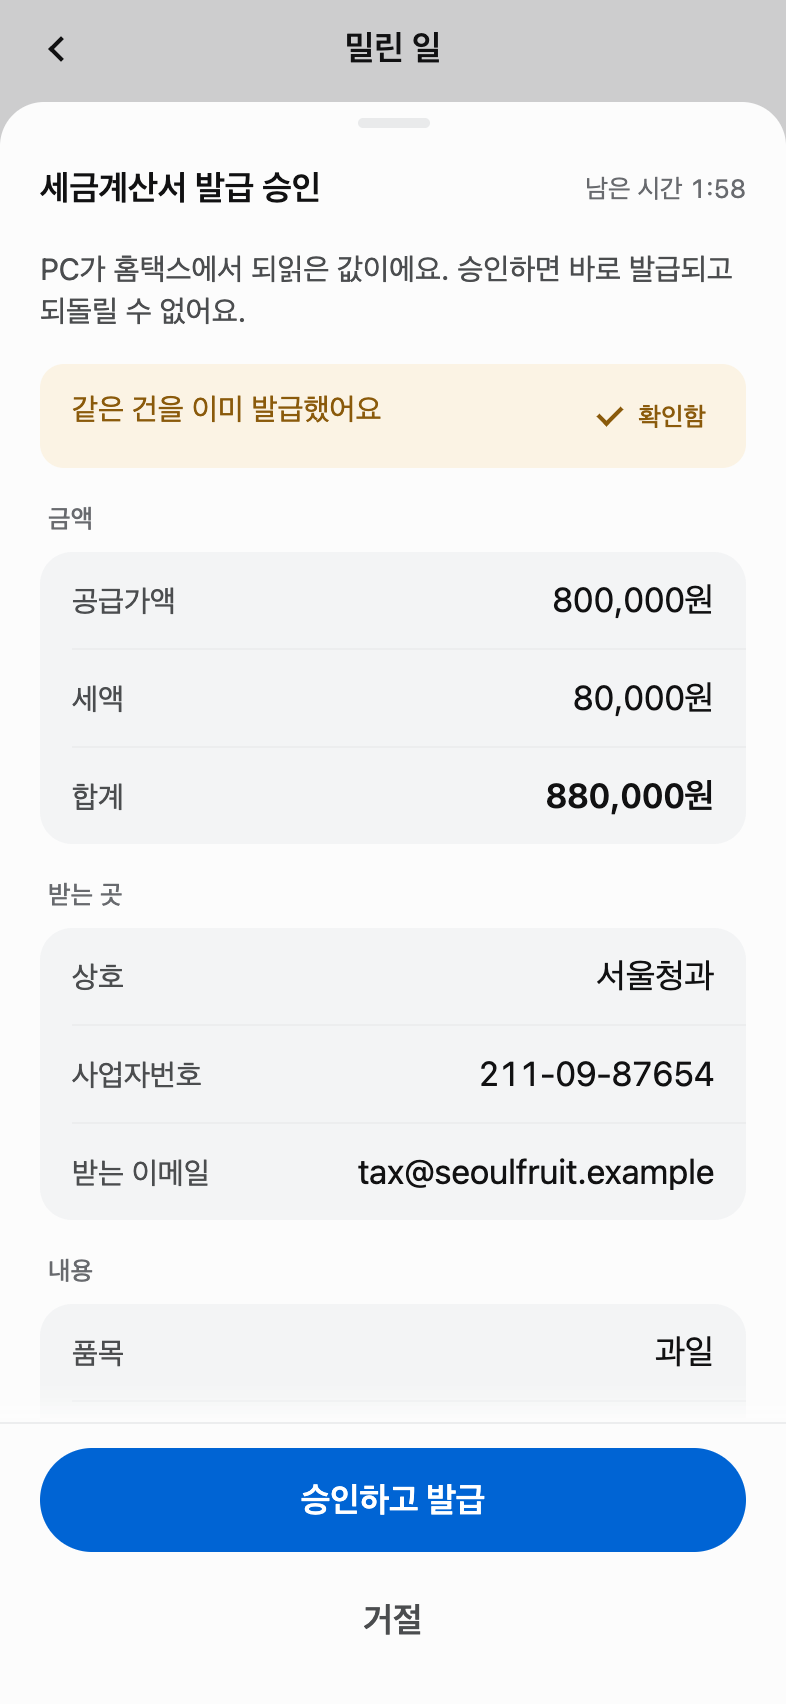 밀린 일
세금계산서 발급 승인
남은 시간 1:58
PC가 홈택스에서 되읽은 값이에요. 승인하면 바로 발급되고
되돌릴 수 없어요.
같은 건을 이미 발급했어요
확인함
금액
공급가액 800,000원
세액 80,000원
합계 880,000원
받는 곳
상호 서울청과
사업자번호 211-09-87654
받는 이메일 tax@seoulfruit.example
내용
품목 과일
승인하고 발급
거절